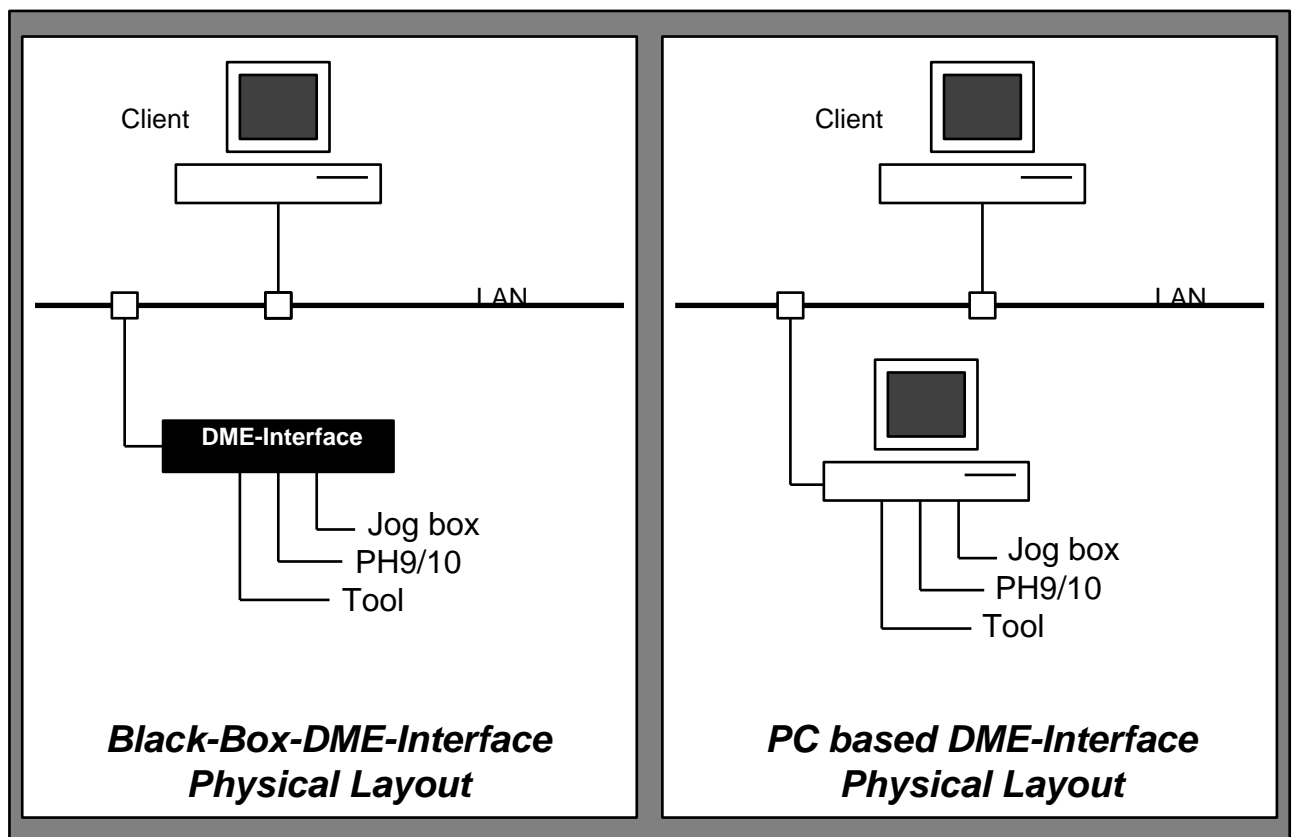 Client
LAN
DME-Interface
Jog box
PH9/10
Tool
Black-Box-DME-Interface
Physical Layout
Client
LAN
Jog box
PH9/10
Tool
PC based DME-Interface
Physical Layout